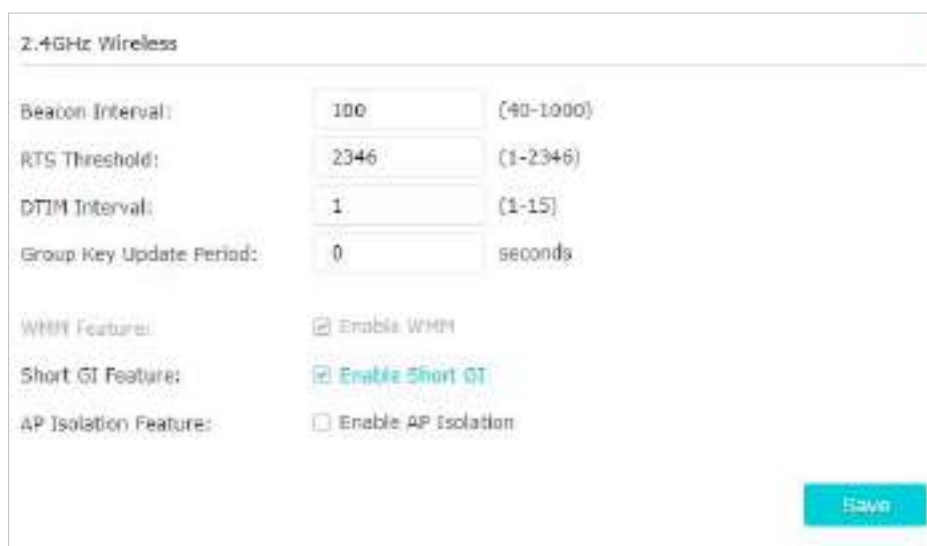 2.4GHz Wireless
Beacon Interval: 100 (40-1000)
RTS Threshold: 2346 (1-2346)
DTIM Interval: 1 (1-15)
Group Key Update Period: 0 seconds
WMM Feature: Enable WMM
Short GI Feature: Enable Short GI
AP Isolation Feature: Enable AP Isolation
Save